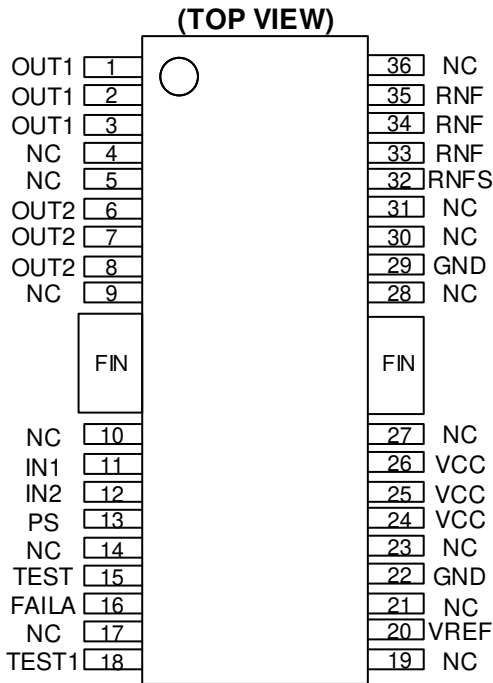 (TOP VIEW)
OUT1 1 36 NC
OUT1 2 35 RNF
OUT1 3 34 RNF
NC 4 33 RNF
NC 5 32 RNFS
OUT2 6 31 NC
OUT2 7 30 NC
OUT2 8 29 GND
NC 9 28 NC
FIN FIN
NC 10 27 NC
IN1 11 26 VCC
IN2 12 25 VCC
PS 13 24 VCC
NC 14 23 NC
TEST 15 22 GND
FAILA 16 21 NC
NC 17 20 VREF
TEST1 18 19 NC